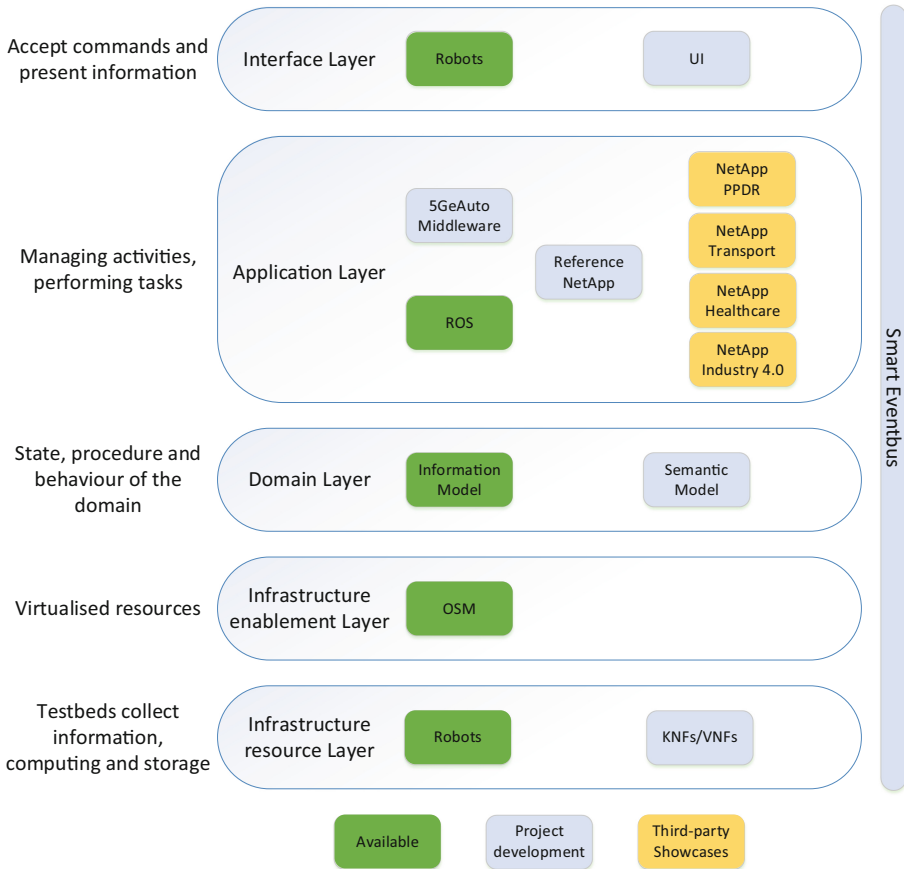 Accept commands and
present information
Interface Layer
Robots
UI
Managing activities,
performing tasks
Application Layer
5GeAuto
Middleware
ROS
Reference
NetApp
NetApp
PPDR
NetApp
Transport
NetApp
Healthcare
NetApp
Industry 4.0
State, procedure and
behaviour of the
domain
Domain Layer
Information
Model
Semantic
Model
Virtualised resources
Infrastructure
enablement Layer
OSM
Testbeds collect
information,
computing and storage
Infrastructure
resource Layer
Robots
KNFs/VNFs
Smart Eventbus
Available
Project
development
Third-party
Showcases